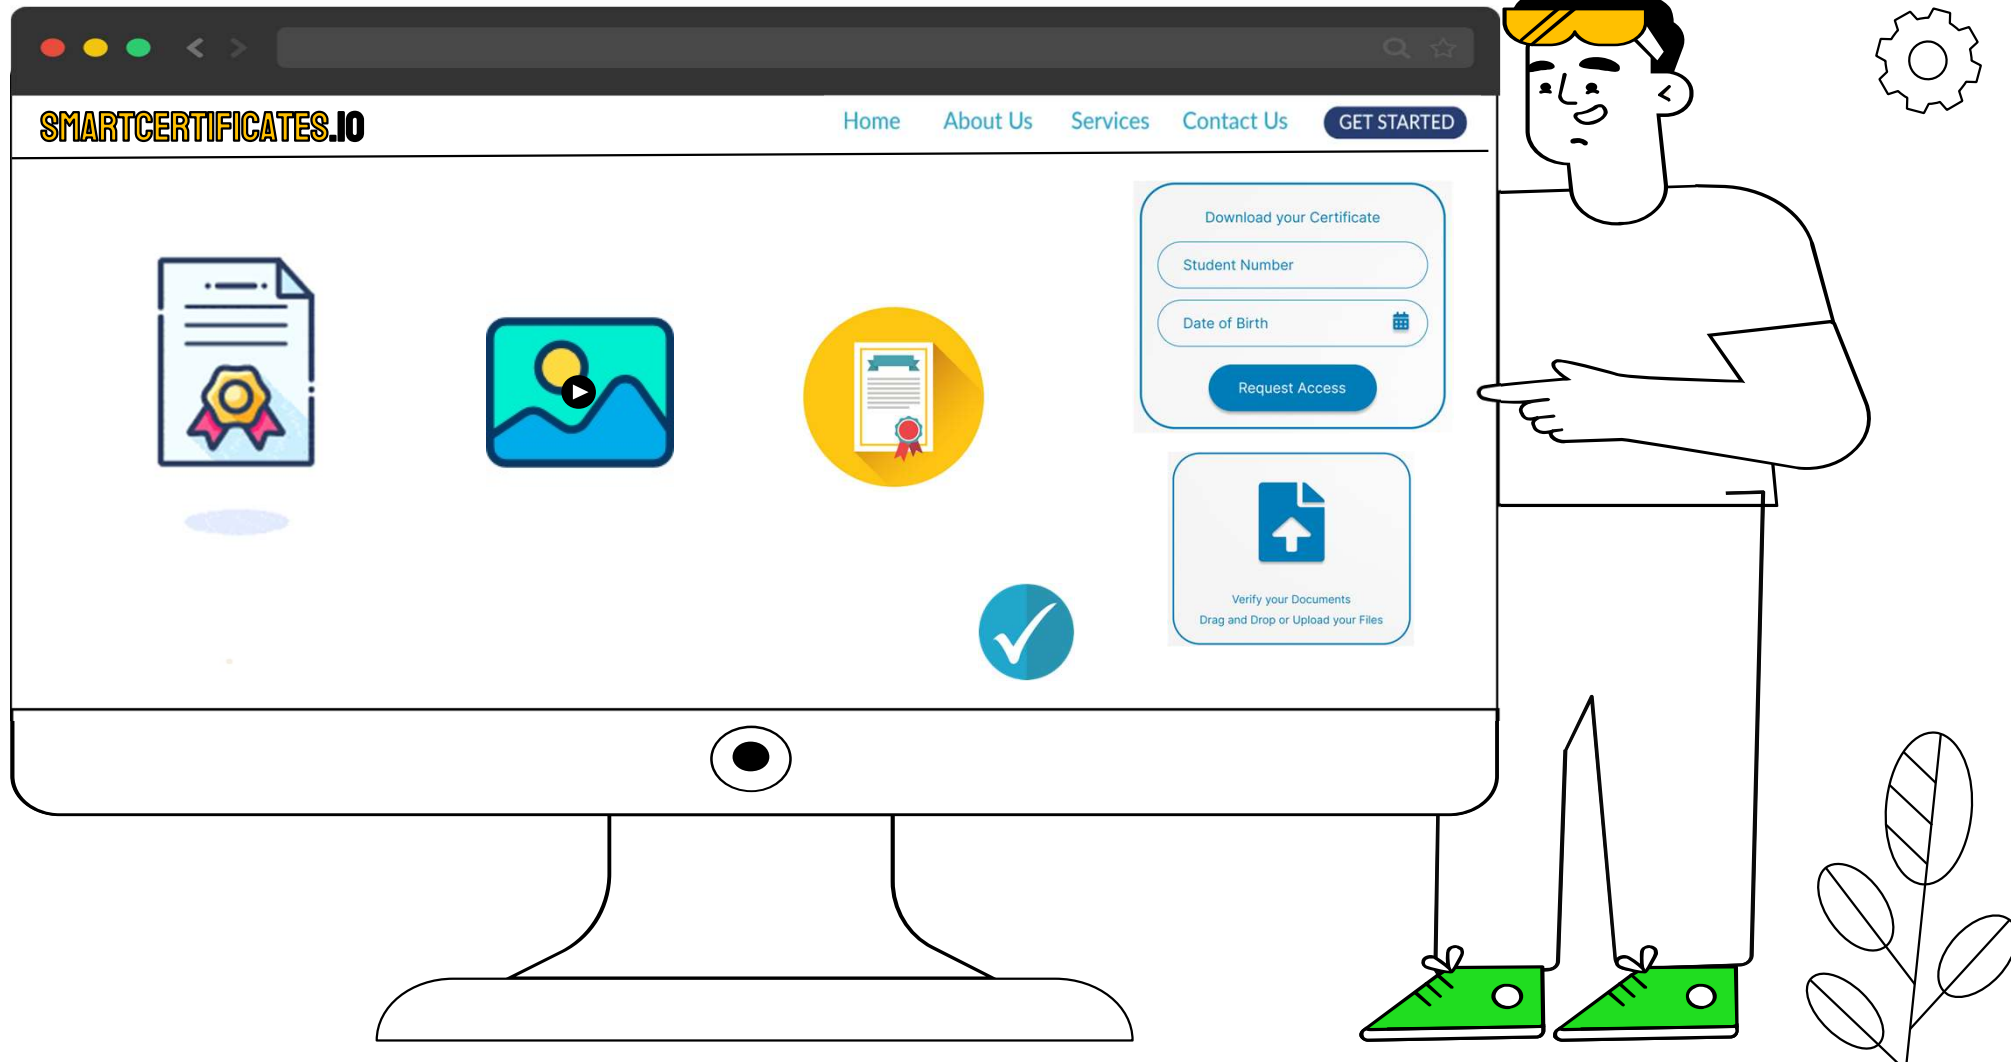 SMARTCERTIFICATES.IO
Home About Us Services Contact Us GET STARTED
Download your Certificate
Student Number
Date of Birth
Request Access
Verify your Documents
Drag and Drop or Upload your Files